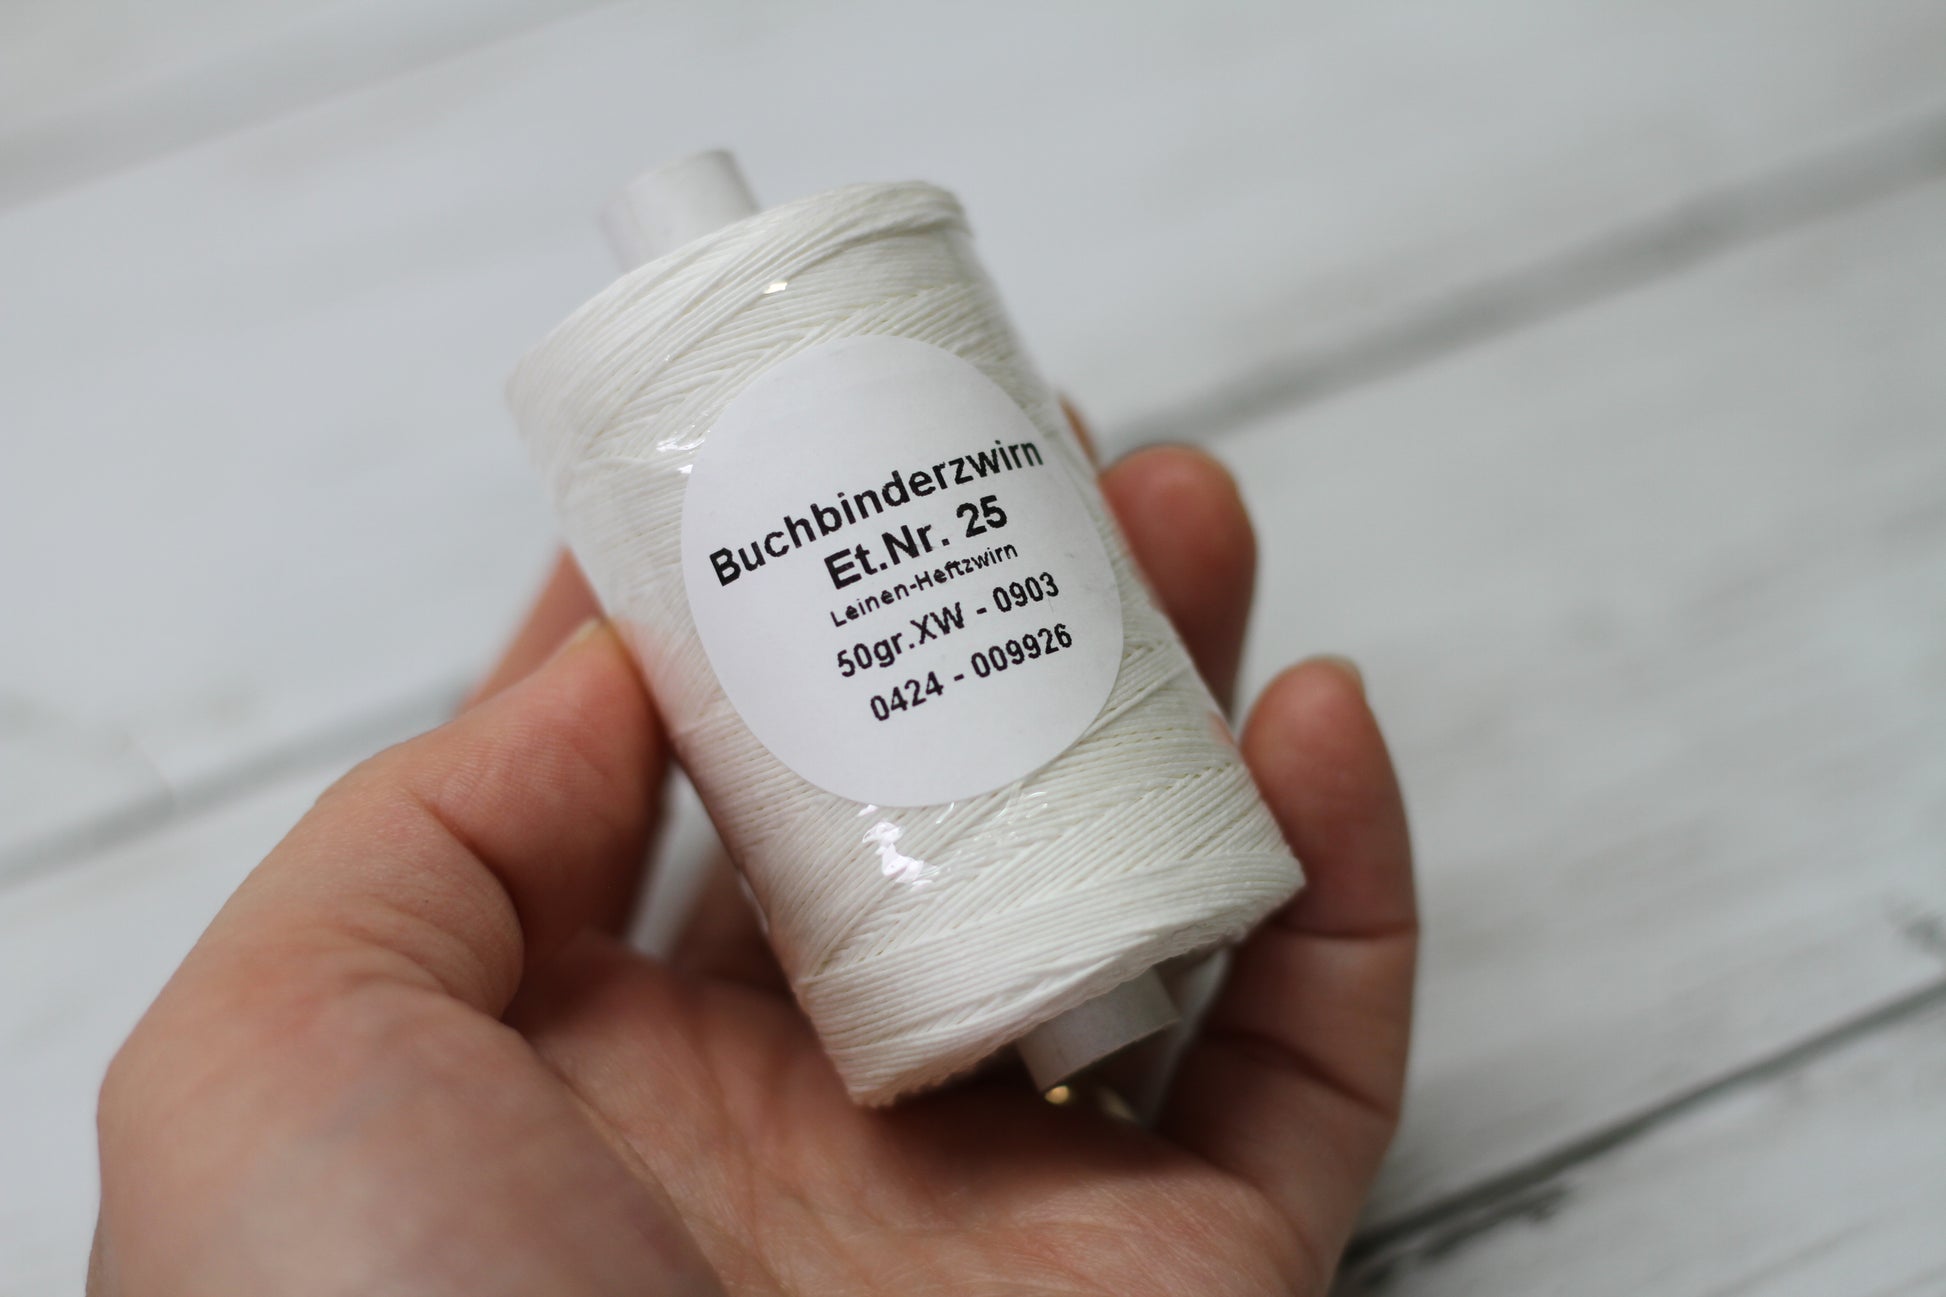 Buchbinderzwirn
Et.Nr. 25
Leinen-Heftzwirn
50gr.XW - 0903
0424 - 009926